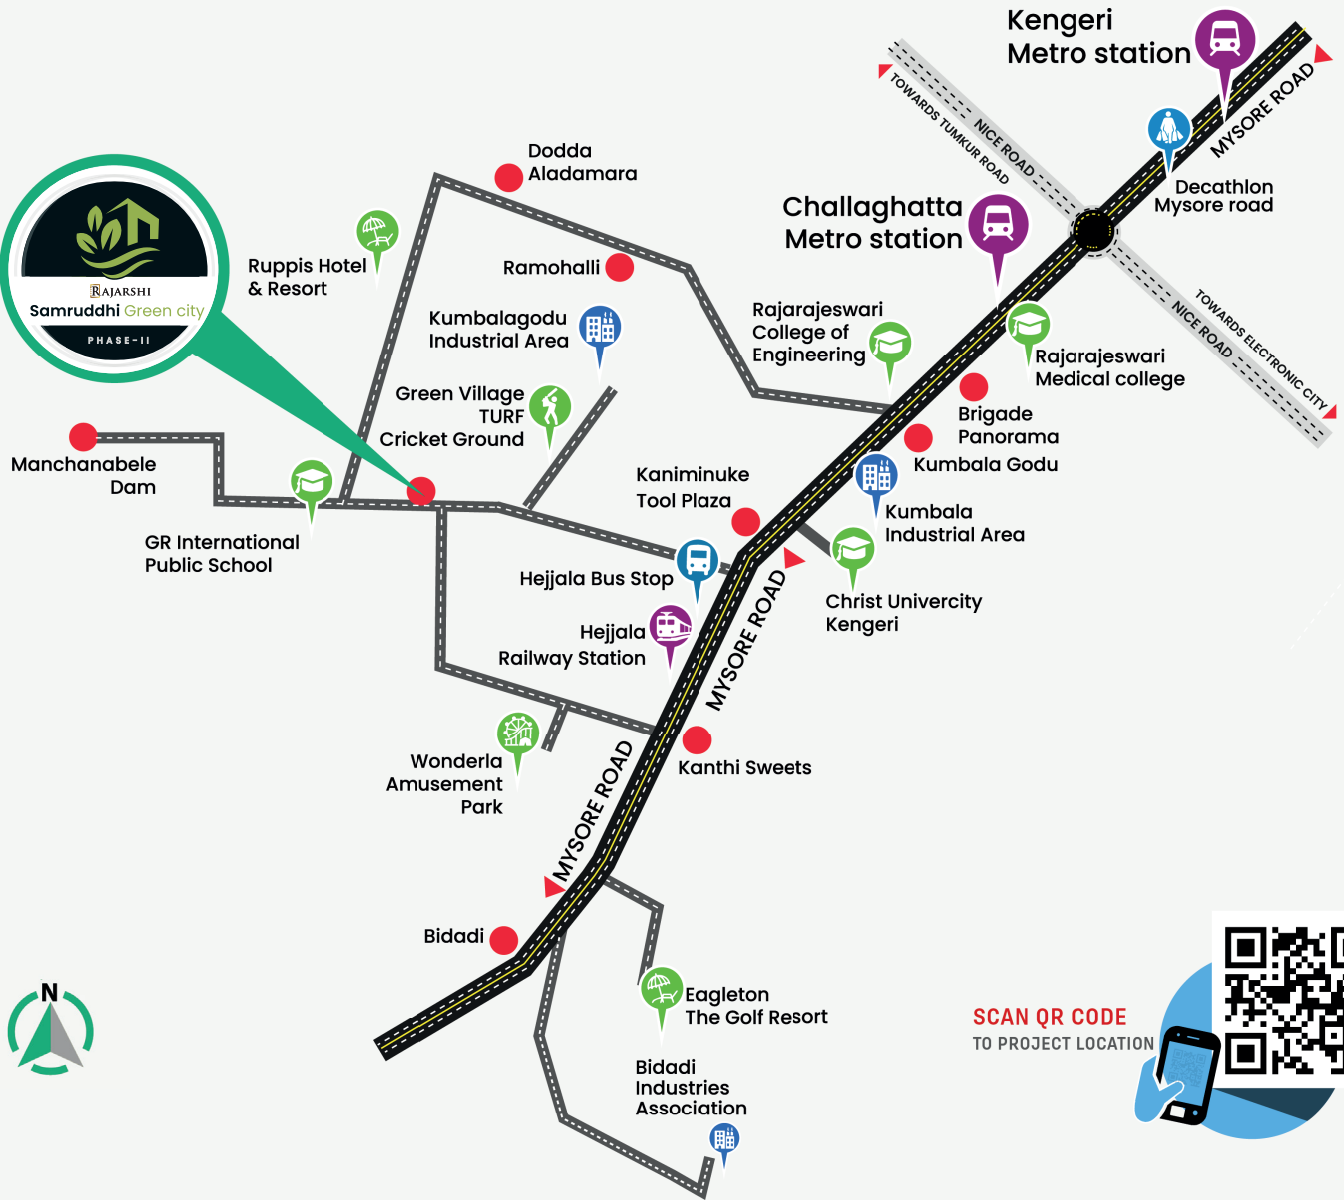 Kengeri
Metro station
MYSORE ROAD
TOWARDS TUMKUR ROAD
NICE ROAD
Decathlon
Mysore road
Dodda
Aladamara
Challaghatta
Metro station
Ruppis Hotel
& Resort
Ramohalli
RAJARSHI
Samruddhi Green city
PHASE-II
Kumbalagodu
Industrial Area
Rajarajeswari
College of
Engineering
TOWARDS ELECTRONIC CITY
NICE ROAD
Rajarajeswari
Medical college
Green Village
TURF
Cricket Ground
Brigade
Panorama
Manchanabele
Dam
Kaniminuke
Tool Plaza
Kumbala Godu
Kumbala
Industrial Area
GR International
Public School
Hejjala Bus Stop
MYSORE ROAD
Christ Univercity
Kengeri
Hejjala
Railway Station
Wonderla
Amusement
Park
MYSORE ROAD
Kanthi Sweets
Bidadi
N
Eagleton
The Golf Resort
SCAN QR CODE
TO PROJECT LOCATION
Bidadi
Industries
Association